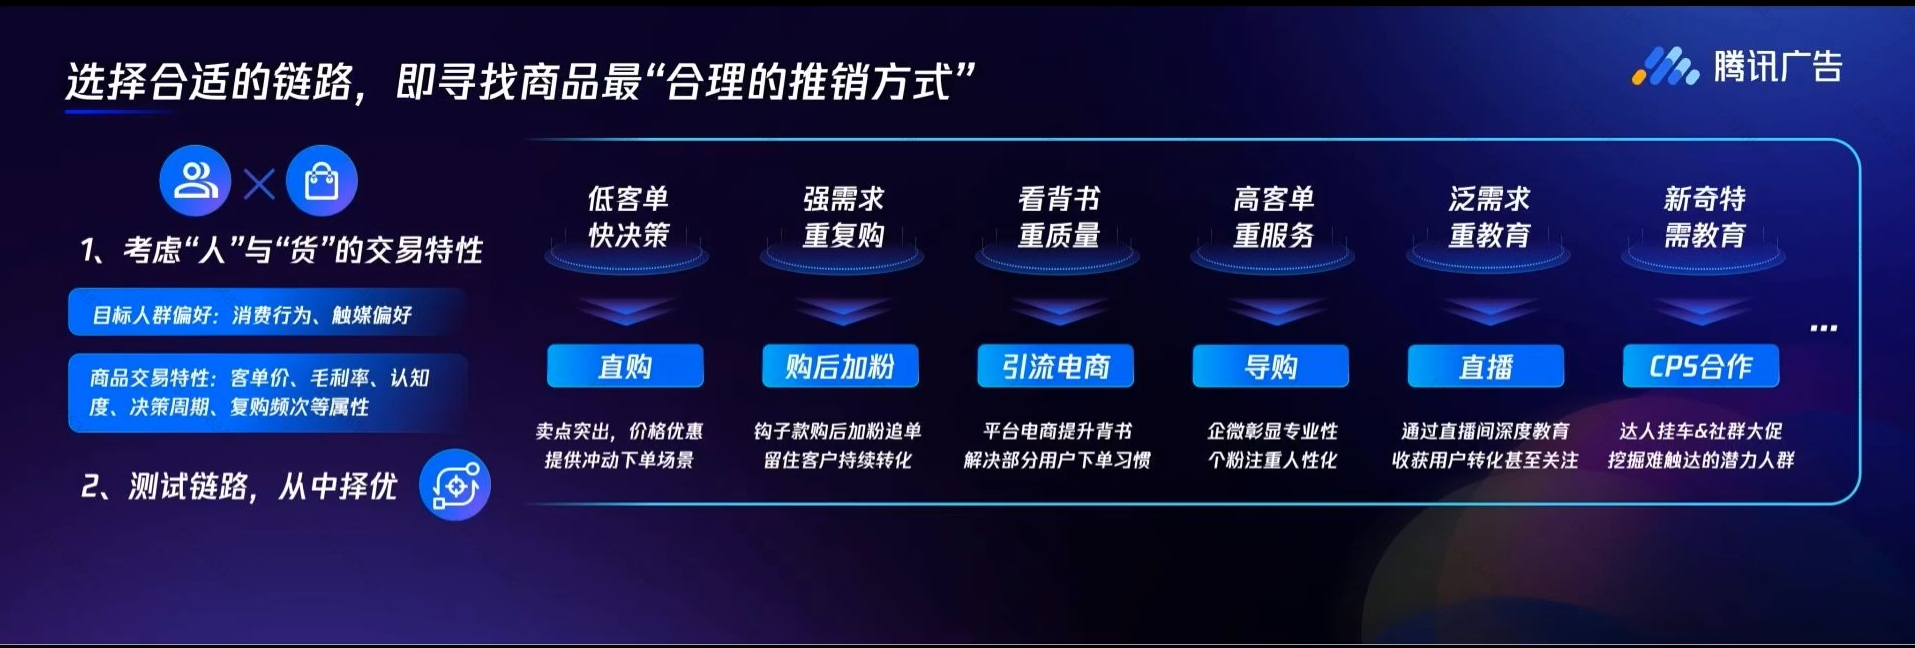 选择合适的链路，即寻找商品最“合理的推销方式”
腾讯广告
1、考虑“人”与“货”的交易特性
目标人群偏好：消费行为、触媒偏好
商品交易特性：客单价、毛利率、认知
度、决策周期、复购频次等属性
2、测试链路，从中择优
低客单
快决策
直购
卖点突出，价格优惠
提供冲动下单场景
强需求
重复购
购后加粉
钩子款购后加粉追单
留住客户持续转化
看背书
重质量
引流电商
平台电商提升背书
解决部分用户下单习惯
高客单
重服务
导购
企微彰显专业性
个粉注重人性化
泛需求
重教育
直播
通过直播间深度教育
收获用户转化甚至关注
新奇特
需教育
CPS合作
达人挂车&社群大促
挖掘难触达的潜力人群
...